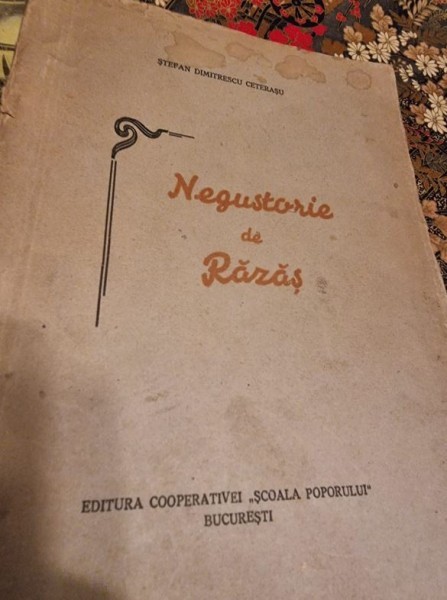 ȘTEFAN DIMITRESCU CETERAȘU
Negustorie
de
Răzăș
EDITURA COOPERATIVEI „ȘCOALA POPORULUI"
BUCUREȘTI